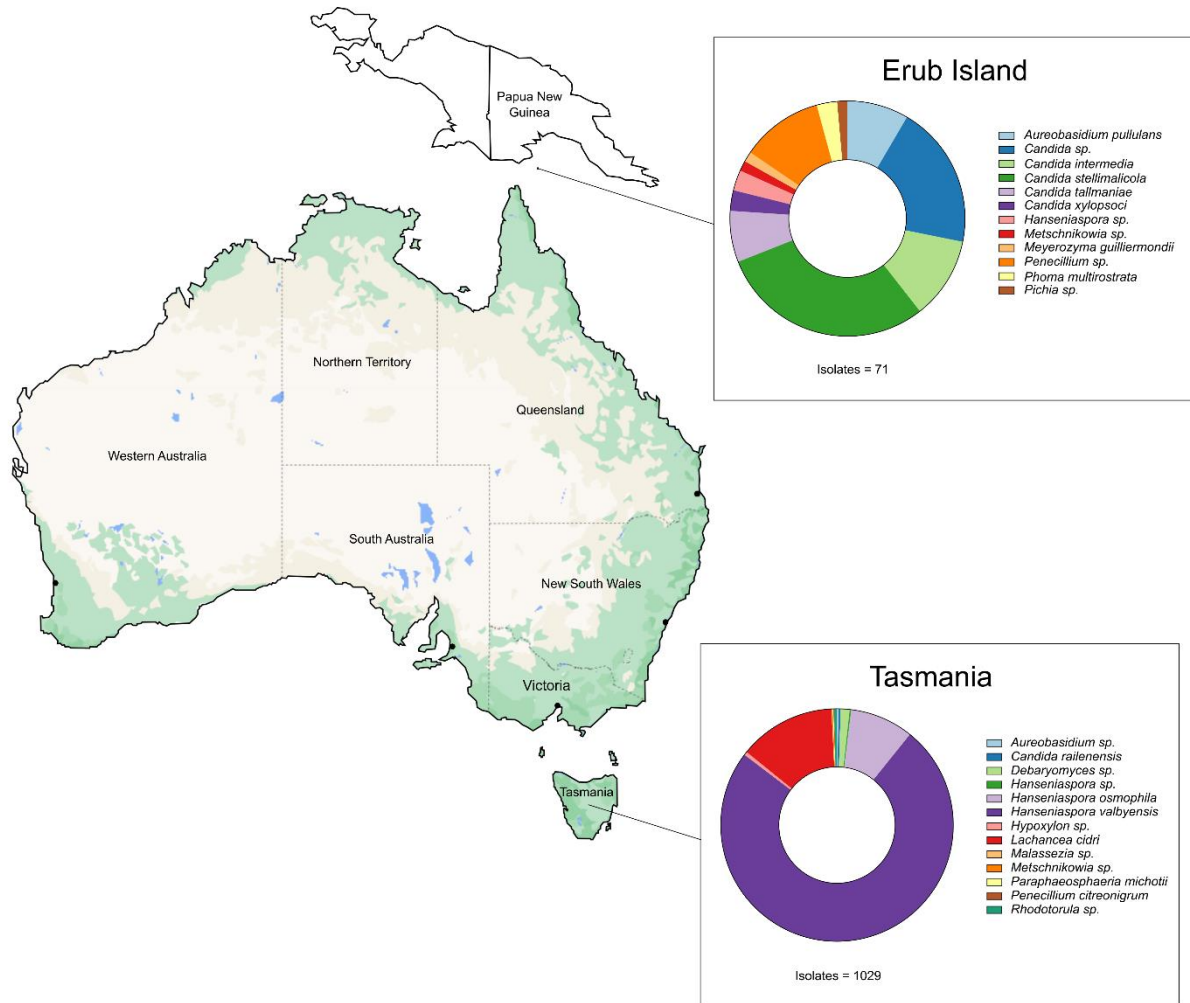 Papua New
Guinea
Northern Territory
Queensland
Western Australia
South Australia
New South Wales
Victoria
Tasmania
Erub Island
Aureobasidium pullulans
Candida sp.
Candida intermedia
Candida stellimalicola
Candida tallmaniae
Candida xylopsoci
Hanseniaspora sp.
Metschnikowia sp.
Meyerozyma guilliermondii
Penecillium sp.
Phoma multirostrata
Pichia sp.
Isolates = 71
Tasmania
Aureobasidium sp.
Candida railenensis
Debaryomyces sp.
Hanseniaspora sp.
Hanseniaspora osmophila
Hanseniaspora valbyensis
Hypoxylon sp.
Lachancea cidri
Malassezia sp.
Metschnikowia sp.
Paraphaeosphaeria michotii
Penecillium citreonigrum
Rhodotorula sp.
Isolates = 1029